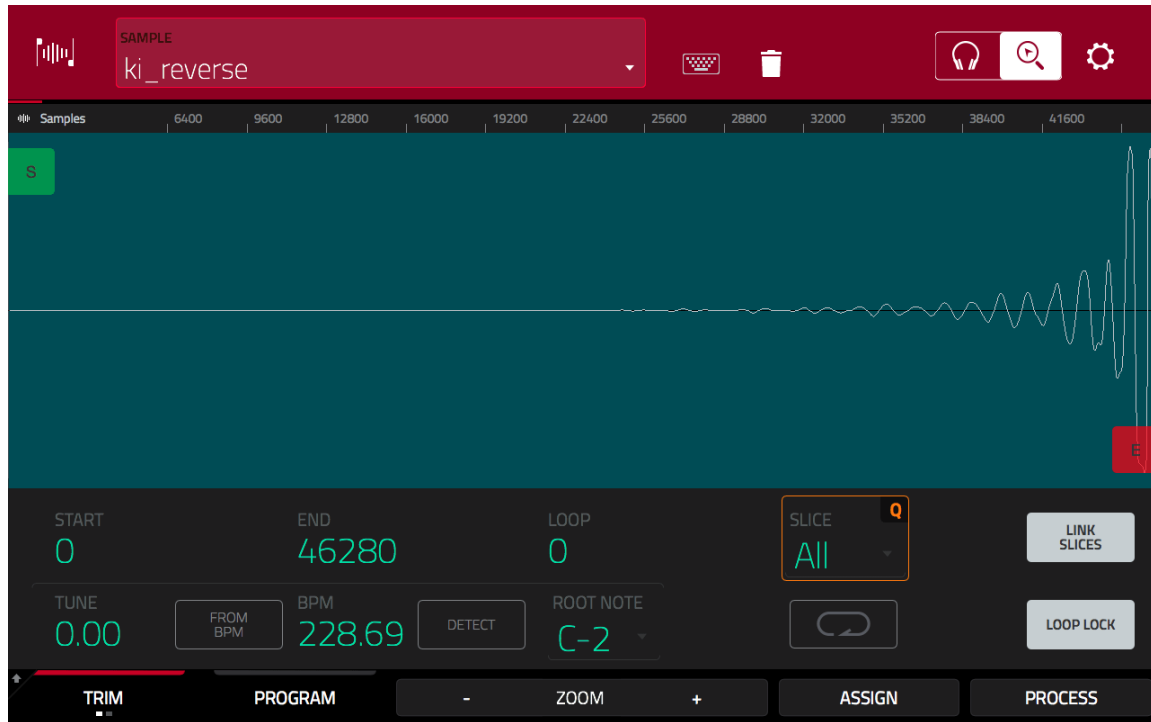 SAMPLE
ki_reverse
Samples 6400 9600 12800 16000 19200 22400 25600 28800 32000 35200 38400 41600
S
E
START END LOOP SLICE Q
0 46280 0 All
LINK
SLICES
TUNE BPM ROOT NOTE
0.00 FROM
BPM 228.69 DETECT C-2 LOOP LOCK
TRIM PROGRAM - ZOOM + ASSIGN PROCESS